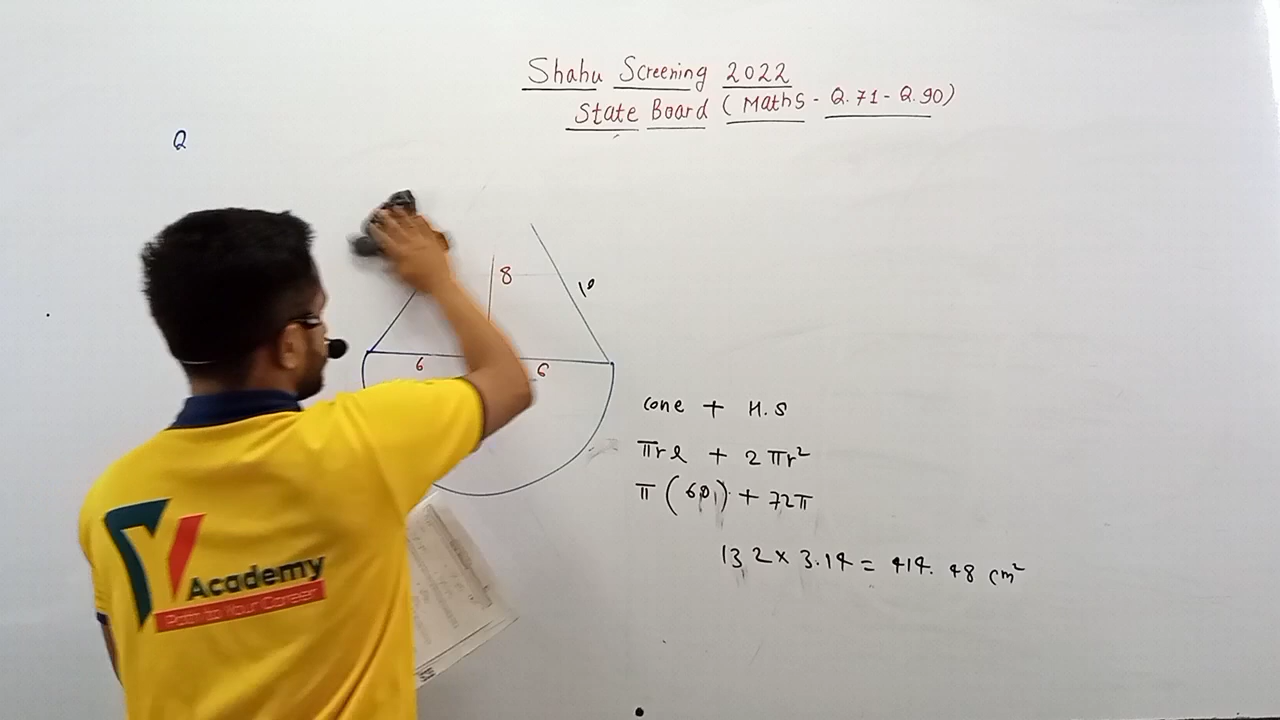 Shahu Screening 2022
State Board (Maths - Q.71 - Q.90)
Q
8
10
6
6
cone + H.S
πrl + 2πr²
π(60) + 72π
132 × 3.14 = 414.48 cm²
Academy
Path to Your Career